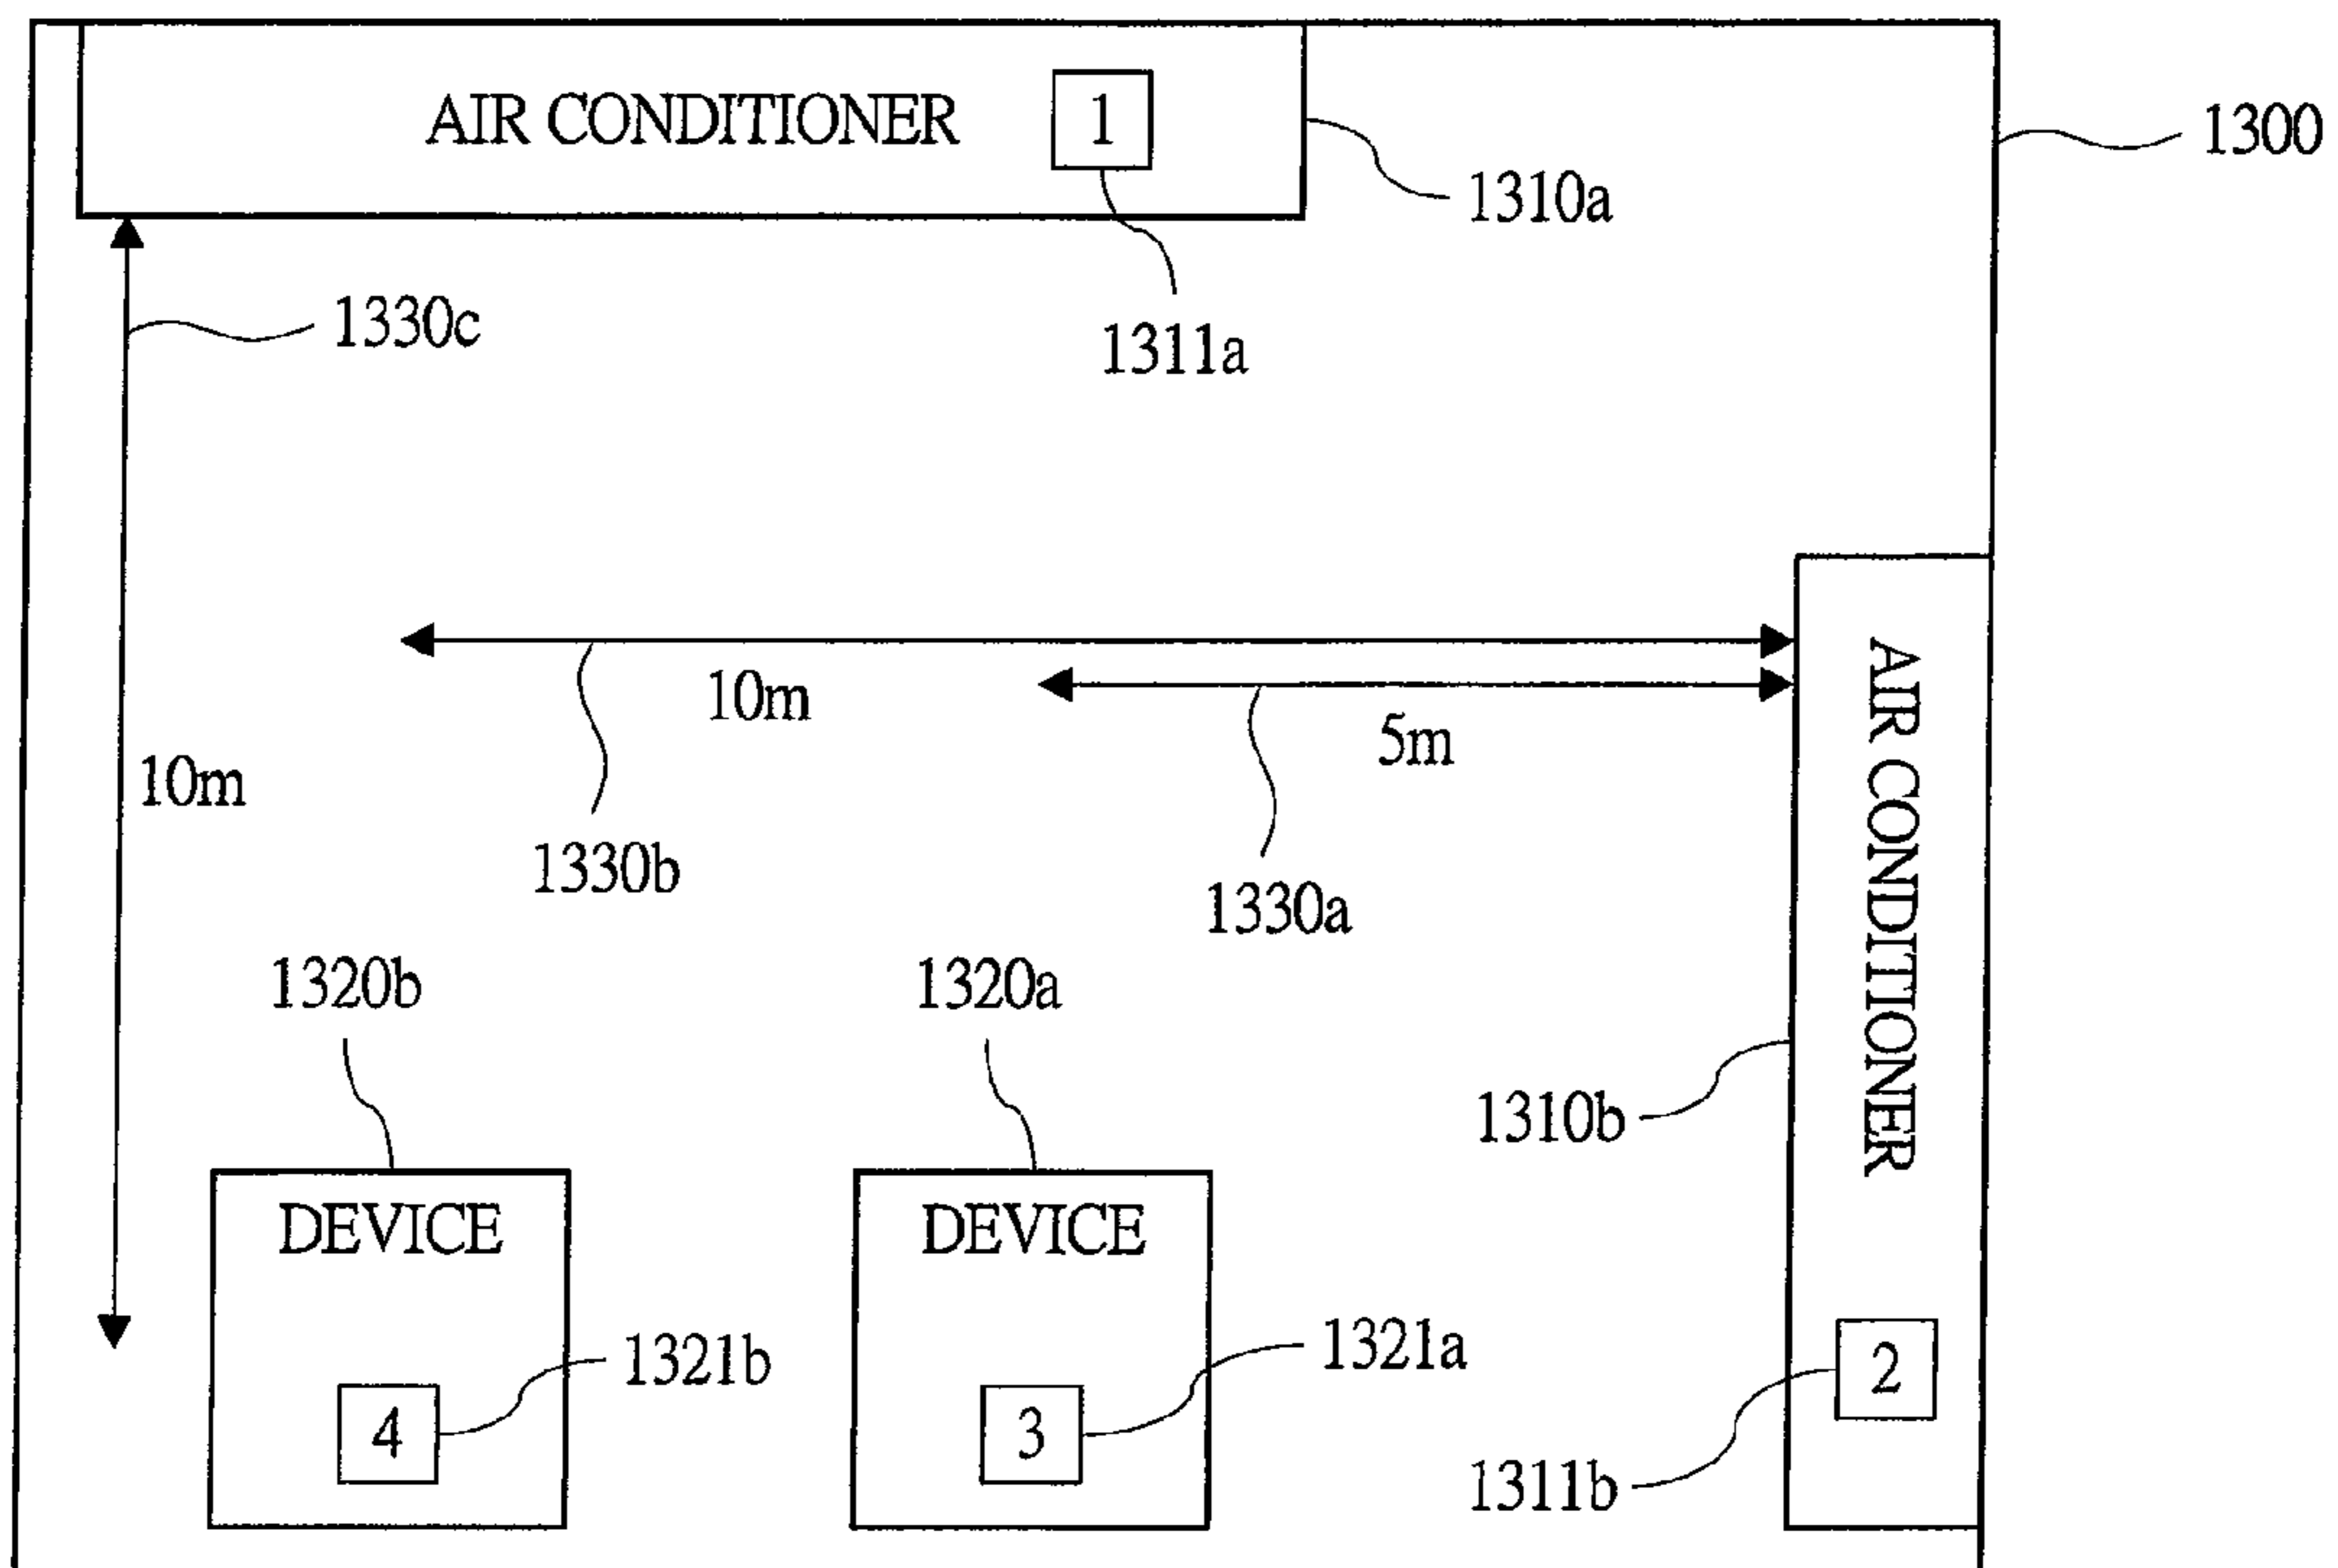 AIR CONDITIONER
1
1300
1310a
1330c
1311a
10m
5m
10m
AIR CONDITIONER
1330b
1330a
1320b
1320a
1310b
DEVICE
DEVICE
1321b
1321a
2
4
3
1311b